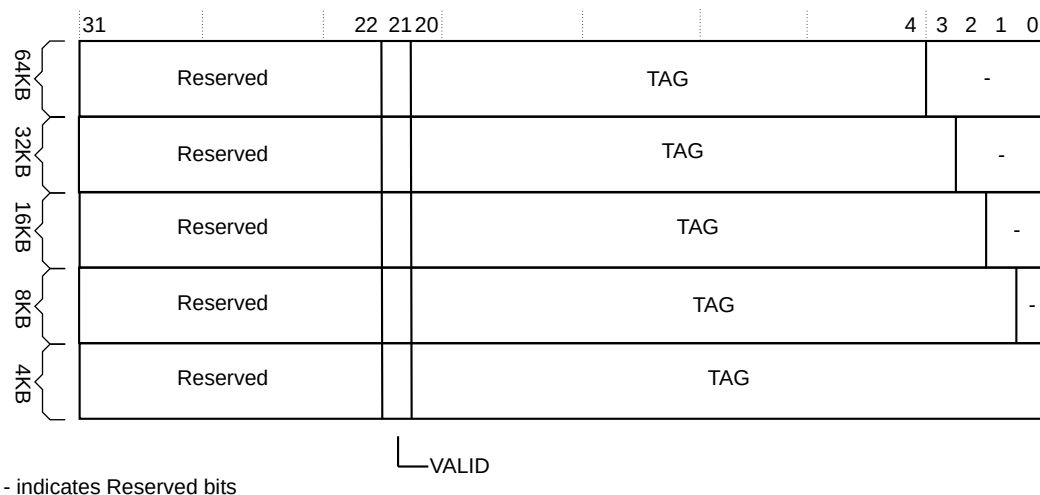 31 22 21 20 4 3 2 1 0
64KB Reserved TAG -
32KB Reserved TAG -
16KB Reserved TAG -
8KB Reserved TAG -
4KB Reserved TAG
VALID
- indicates Reserved bits